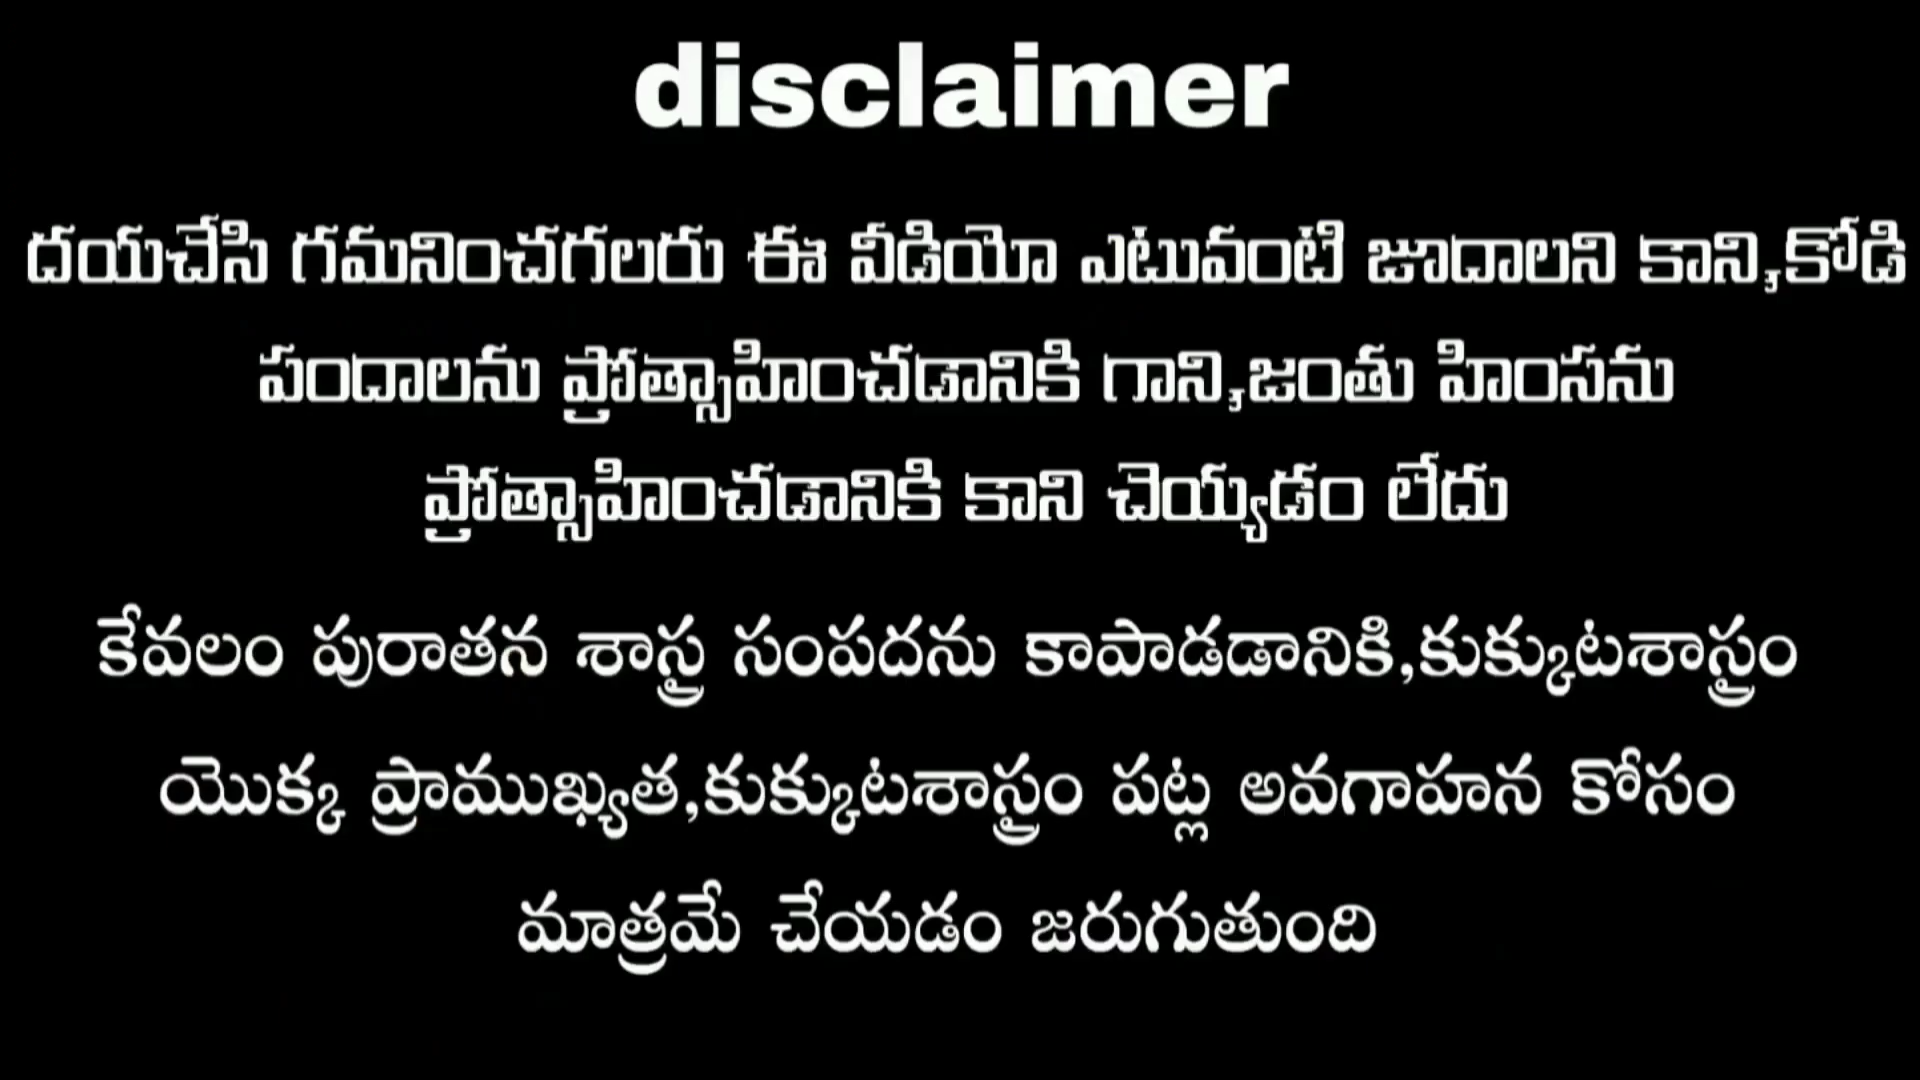 disclaimer
దయచేసి గమనించగలరు ఈ వీడియో ఎటువంటి జూదాలని కాని,కోడి
పందాలను ప్రోత్సాహించడానికి గాని,జంతు హింసను
ప్రోత్సాహించడానికి కాని చెయ్యడం లేదు
కేవలం పురాతన శాస్త్ర సంపదను కాపాడడానికి,కుక్కుటశాస్త్రం
యొక్క ప్రాముఖ్యత,కుక్కుటశాస్త్రం పట్ల అవగాహన కోసం
మాత్రమే చేయడం జరుగుతుంది